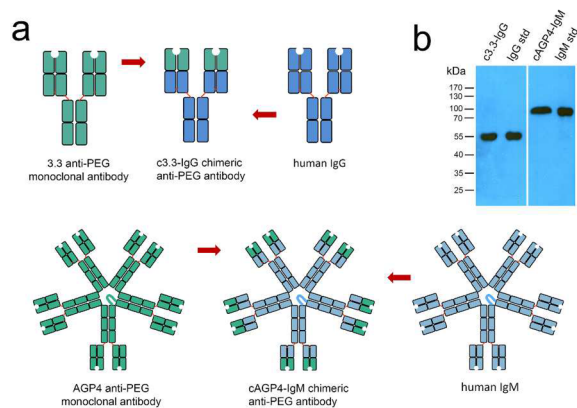 a
3.3 anti-PEG
monoclonal antibody
c3.3-IgG chimeric
anti-PEG antibody
human IgG
AGP4 anti-PEG
monoclonal antibody
cAGP4-IgM chimeric
anti-PEG antibody
human IgM
b
c3.3-IgG
IgG std
cAGP4-IgM
IgM std
kDa
170
130
100
70
55
40
35
25